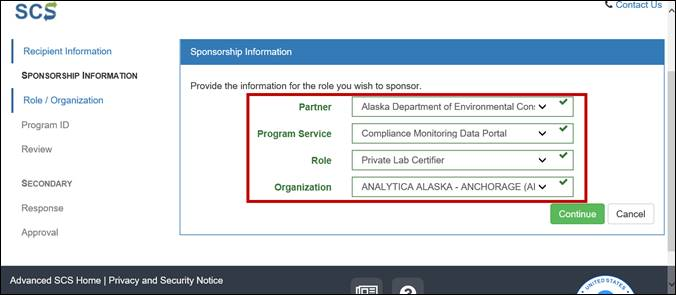 SCS
Contact Us
Recipient Information
SPONSORSHIP INFORMATION
Role / Organization
Program ID
Review
SECONDARY
Response
Approval
Sponsorship Information
Provide the information for the role you wish to sponsor.
Partner Alaska Department of Environmental Con
Program Service Compliance Monitoring Data Portal
Role Private Lab Certifier
Organization ANALYTICA ALASKA - ANCHORAGE (A
Continue Cancel
Advanced SCS Home | Privacy and Security Notice
UNITED STATES